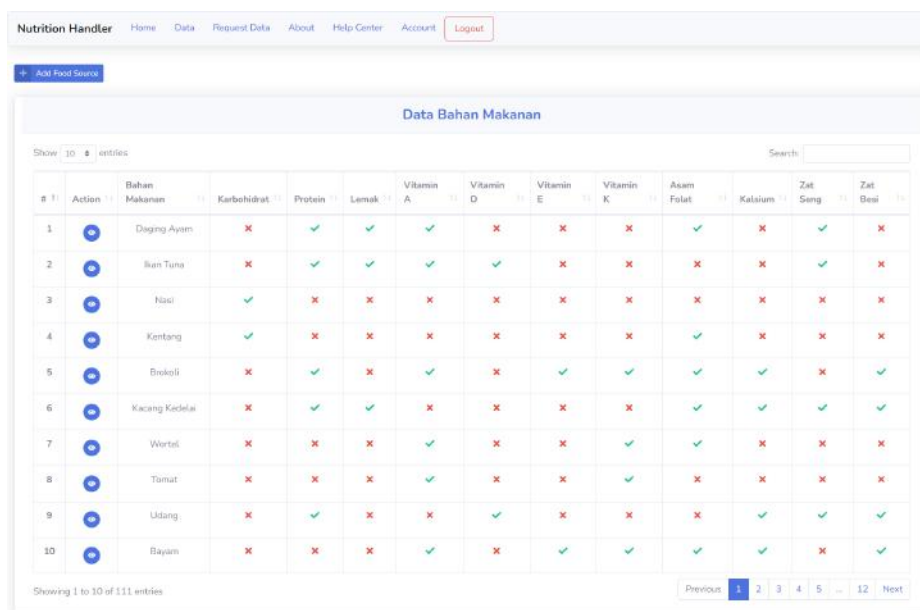 Nutrition Handler Home Data Request Data About Help Center Account Logout
+ Add Food Source
Data Bahan Makanan
Show 10 entries Search:
# Action Bahan Makanan Karbohidrat Protein Lemak Vitamin A Vitamin D Vitamin E Vitamin K Asam Folat Kalsium Zat Seng Zat Besi
1 Daging Ayam ✖ ✔ ✔ ✔ ✖ ✖ ✖ ✔ ✖ ✔ ✖
2 Ikan Tuna ✖ ✔ ✔ ✔ ✔ ✖ ✖ ✖ ✖ ✔ ✖
3 Nasi ✔ ✖ ✖ ✖ ✖ ✖ ✖ ✖ ✖ ✖ ✖
4 Kentang ✔ ✖ ✖ ✖ ✖ ✖ ✖ ✔ ✖ ✖ ✖
5 Brokoli ✖ ✔ ✖ ✔ ✖ ✔ ✔ ✔ ✔ ✖ ✔
6 Kacang Kedelai ✖ ✔ ✔ ✖ ✖ ✖ ✖ ✔ ✔ ✔ ✔
7 Wortel ✖ ✖ ✖ ✔ ✖ ✖ ✔ ✔ ✖ ✖ ✖
8 Tomat ✖ ✖ ✖ ✔ ✖ ✖ ✔ ✖ ✖ ✖ ✖
9 Udang ✖ ✔ ✖ ✖ ✔ ✖ ✖ ✖ ✔ ✔ ✔
10 Bayam ✖ ✖ ✖ ✔ ✖ ✔ ✔ ✔ ✔ ✖ ✔
Showing 1 to 10 of 111 entries Previous 1 2 3 4 5 ... 12 Next